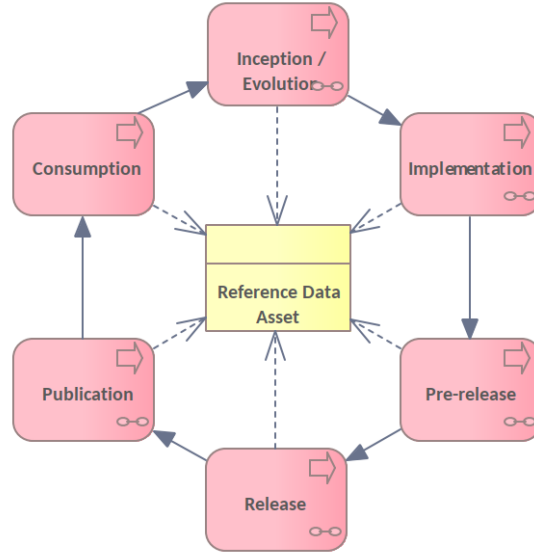 Inception /
Evolution
Consumption
Implementation
Reference Data
Asset
Publication
Pre-release
Release